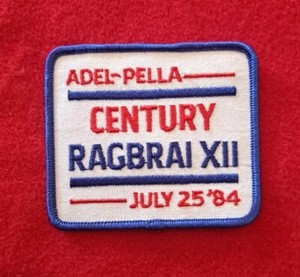 ADEL-PELLA
CENTURY
RAGBRAI XII
JULY 25 '84